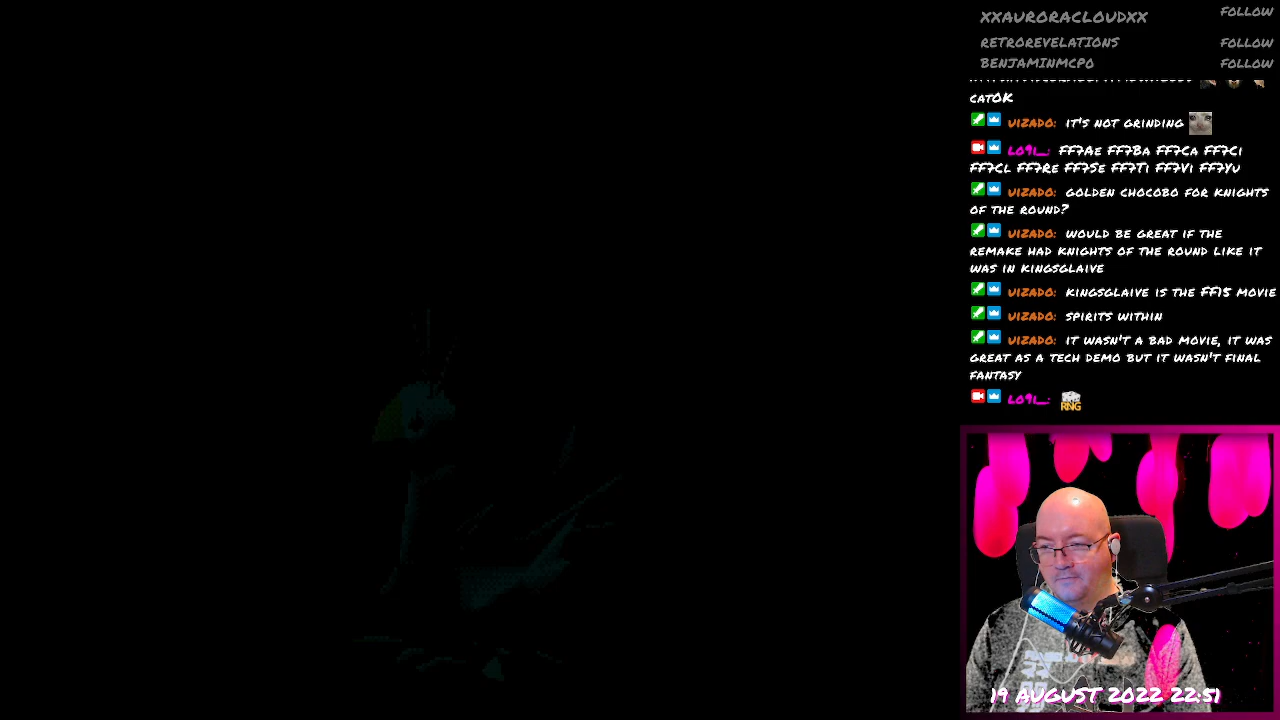 XXAURORACLOUDXX FOLLOW
RETROREVELATIONS FOLLOW
BENJAMINMCPO FOLLOW
CATOK
VIZADO: IT'S NOT GRINDING
LO91_: FF7AE FF7BA FF7CA FF7CI
FF7CL FF7RE FF7SE FF7TI FF7VI FF7YU
VIZADO: GOLDEN CHOCOBO FOR KNIGHTS
OF THE ROUND?
VIZADO: WOULD BE GREAT IF THE
REMAKE HAD KNIGHTS OF THE ROUND LIKE IT
WAS IN KINGSGLAIVE
VIZADO: KINGSGLAIVE IS THE FF15 MOVIE
VIZADO: SPIRITS WITHIN
VIZADO: IT WASN'T A BAD MOVIE, IT WAS
GREAT AS A TECH DEMO BUT IT WASN'T FINAL
FANTASY
LO91_: RNG
19 AUGUST 2022 22:51